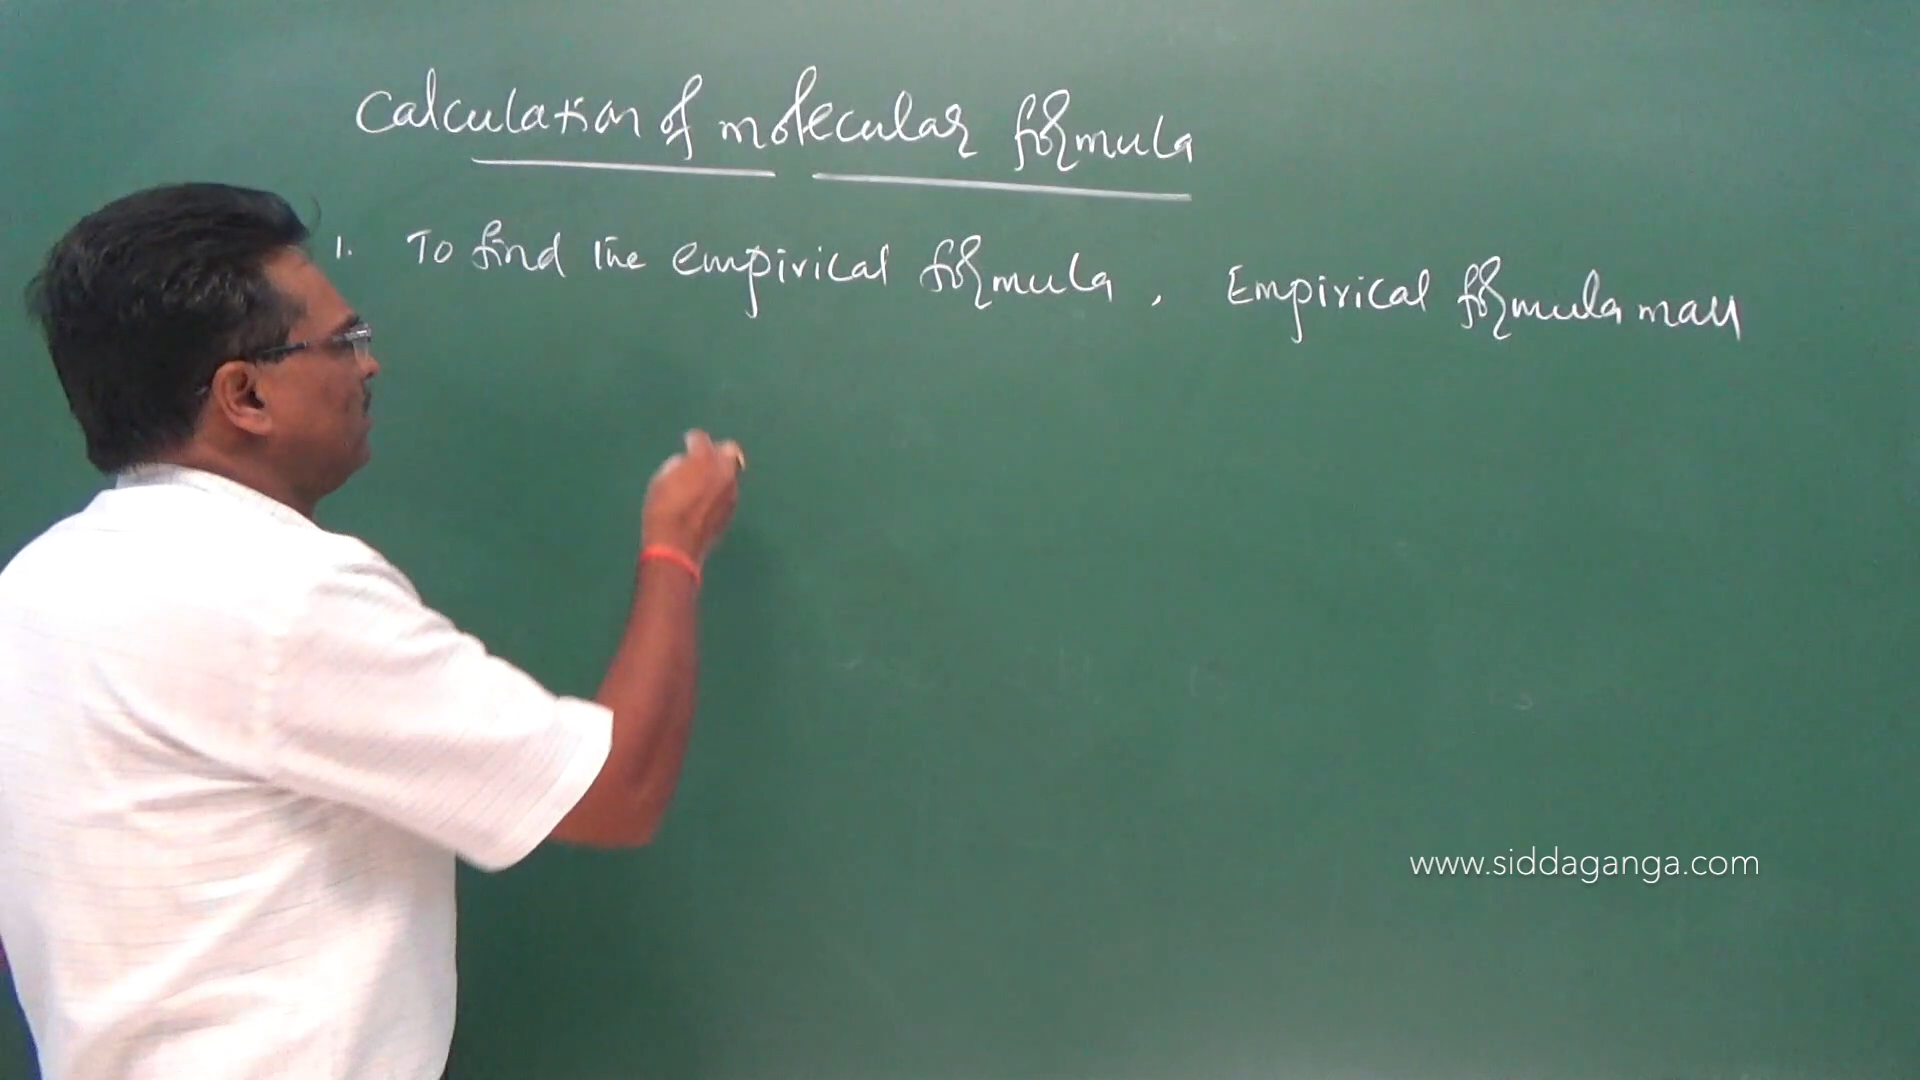 Calculation of molecular formula
1. To find the empirical formula, Empirical formula mass
www.siddaganga.com